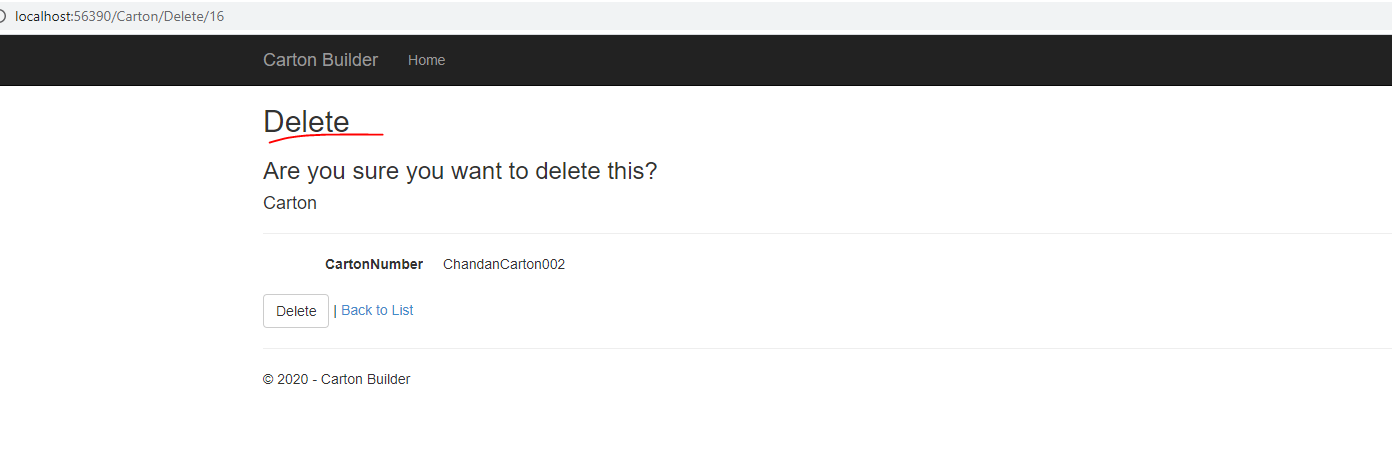 localhost:56390/Carton/Delete/16
Carton Builder Home
Delete
Are you sure you want to delete this?
Carton
CartonNumber ChandanCarton002
Delete | Back to List
© 2020 - Carton Builder